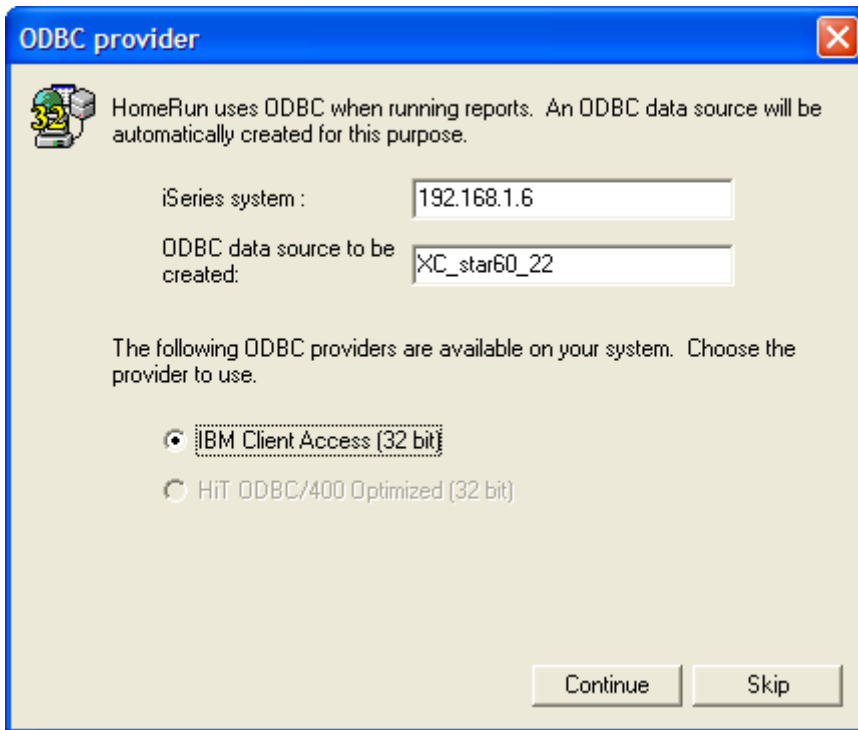 ODBC provider
32
HomeRun uses ODBC when running reports. An ODBC data source will be
automatically created for this purpose.
iSeries system :
192.168.1.6
ODBC data source to be
created:
XC_star60_22
The following ODBC providers are available on your system. Choose the
provider to use.
IBM Client Access (32 bit)
HiT ODBC/400 Optimized (32 bit)
Continue
Skip